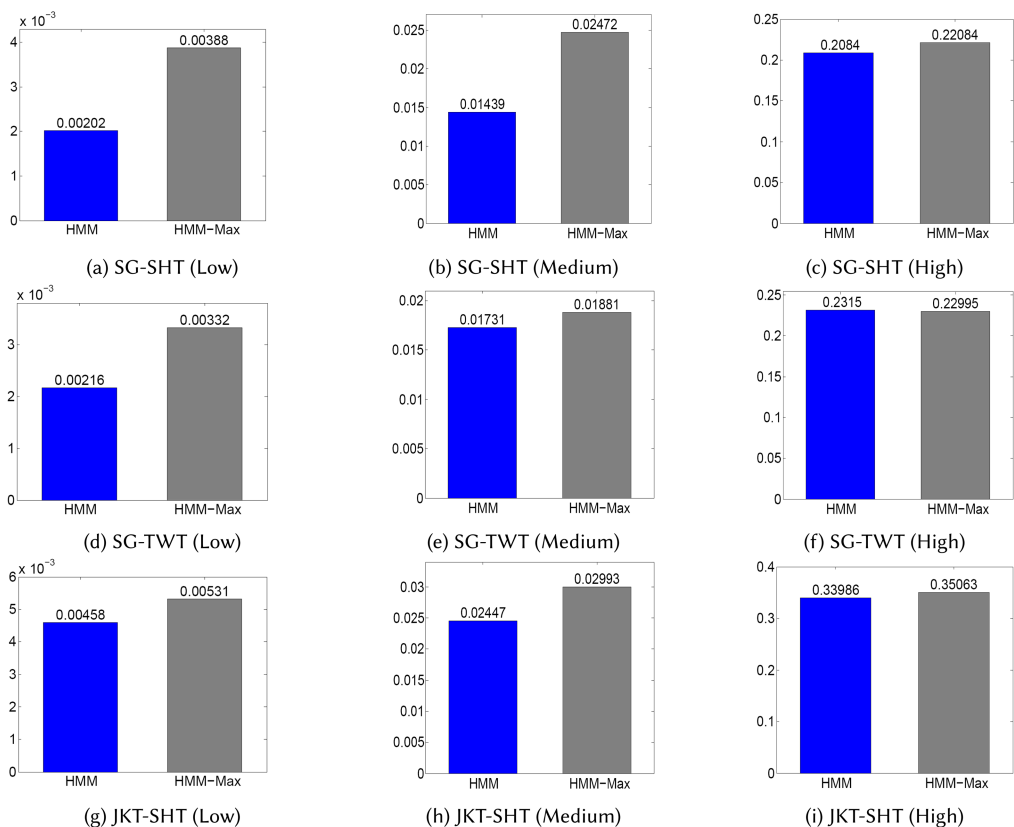 x 10⁻³
4
3
2
1
0
0.00202
0.00388
HMM
HMM−Max
(a) SG-SHT (Low)
0.025
0.02
0.015
0.01
0.005
0
0.01439
0.02472
HMM
HMM−Max
(b) SG-SHT (Medium)
0.25
0.2
0.15
0.1
0.05
0
0.2084
0.22084
HMM
HMM−Max
(c) SG-SHT (High)
x 10⁻³
3
2
1
0
0.00216
0.00332
HMM
HMM−Max
(d) SG-TWT (Low)
0.02
0.015
0.01
0.005
0
0.01731
0.01881
HMM
HMM−Max
(e) SG-TWT (Medium)
0.25
0.2
0.15
0.1
0.05
0
0.2315
0.22995
HMM
HMM−Max
(f) SG-TWT (High)
x 10⁻³
6
5
4
3
2
1
0
0.00458
0.00531
HMM
HMM−Max
(g) JKT-SHT (Low)
0.03
0.025
0.02
0.015
0.01
0.005
0
0.02447
0.02993
HMM
HMM−Max
(h) JKT-SHT (Medium)
0.4
0.3
0.2
0.1
0
0.33986
0.35063
HMM
HMM−Max
(i) JKT-SHT (High)